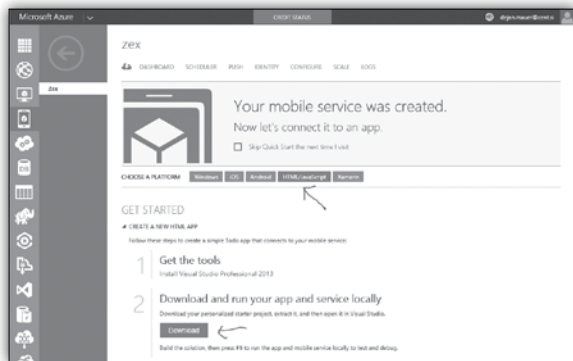 Microsoft Azure
CREDIT STATUS
zex
DASHBOARD SCHEDULER PUSH IDENTITY CONFIGURE SCALE LOGS
Zex
Your mobile service was created.
Now let's connect it to an app.
Skip Quick Start the next time I visit
CHOOSE A PLATFORM Windows iOS Android HTML/JavaScript Xamarin
GET STARTED
CREATE A NEW HTML APP
Follow these steps to create a simple Todo app that connects to your mobile service:
1 Get the tools
Install Visual Studio Professional 2013
2 Download and run your app and service locally
Download your personalized starter project, extract it, and then open it in Visual Studio.
Download
Build the solution, then press F5 to run the app and mobile service locally to test and debug.